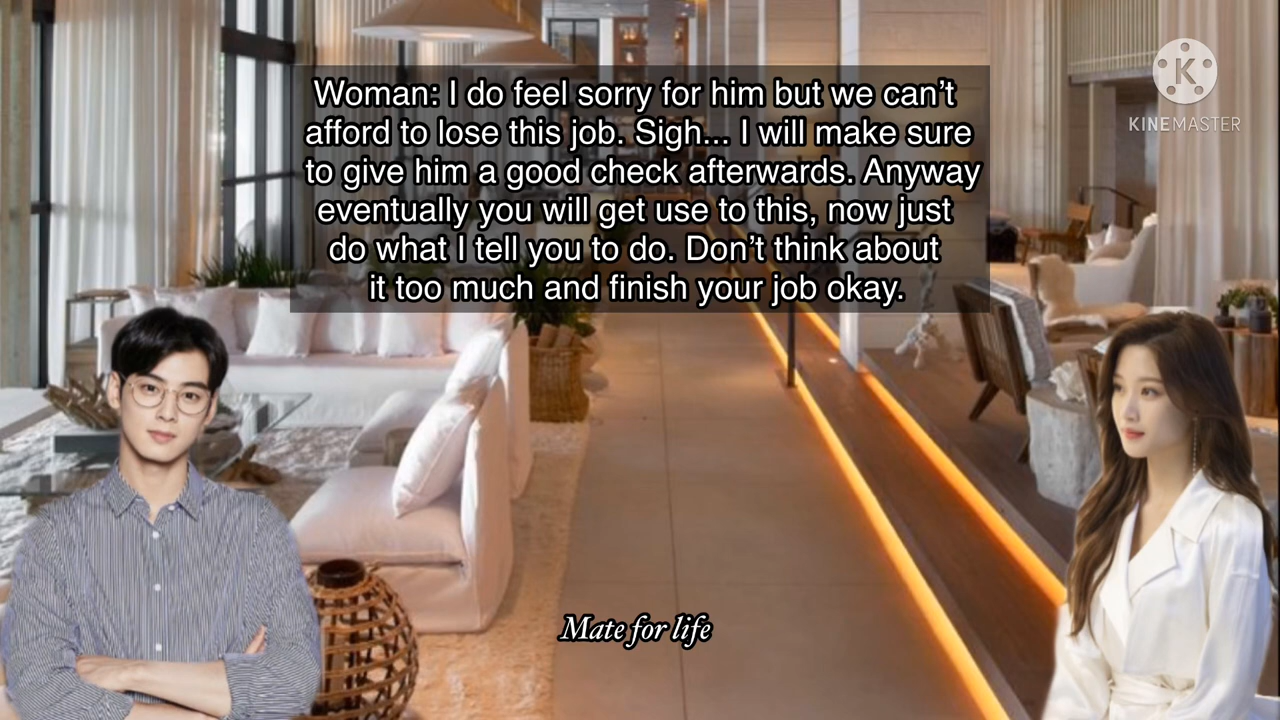 Woman: I do feel sorry for him but we can’t
afford to lose this job. Sigh... I will make sure
to give him a good check afterwards. Anyway
eventually you will get use to this, now just
do what I tell you to do. Don’t think about
it too much and finish your job okay.
K
KINEMASTER
Mate for life